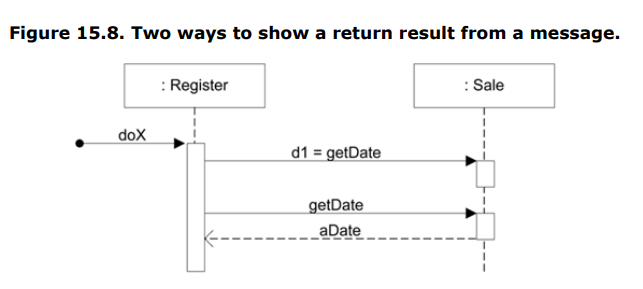 Figure 15.8. Two ways to show a return result from a message.
: Register
: Sale
doX
d1 = getDate
getDate
aDate